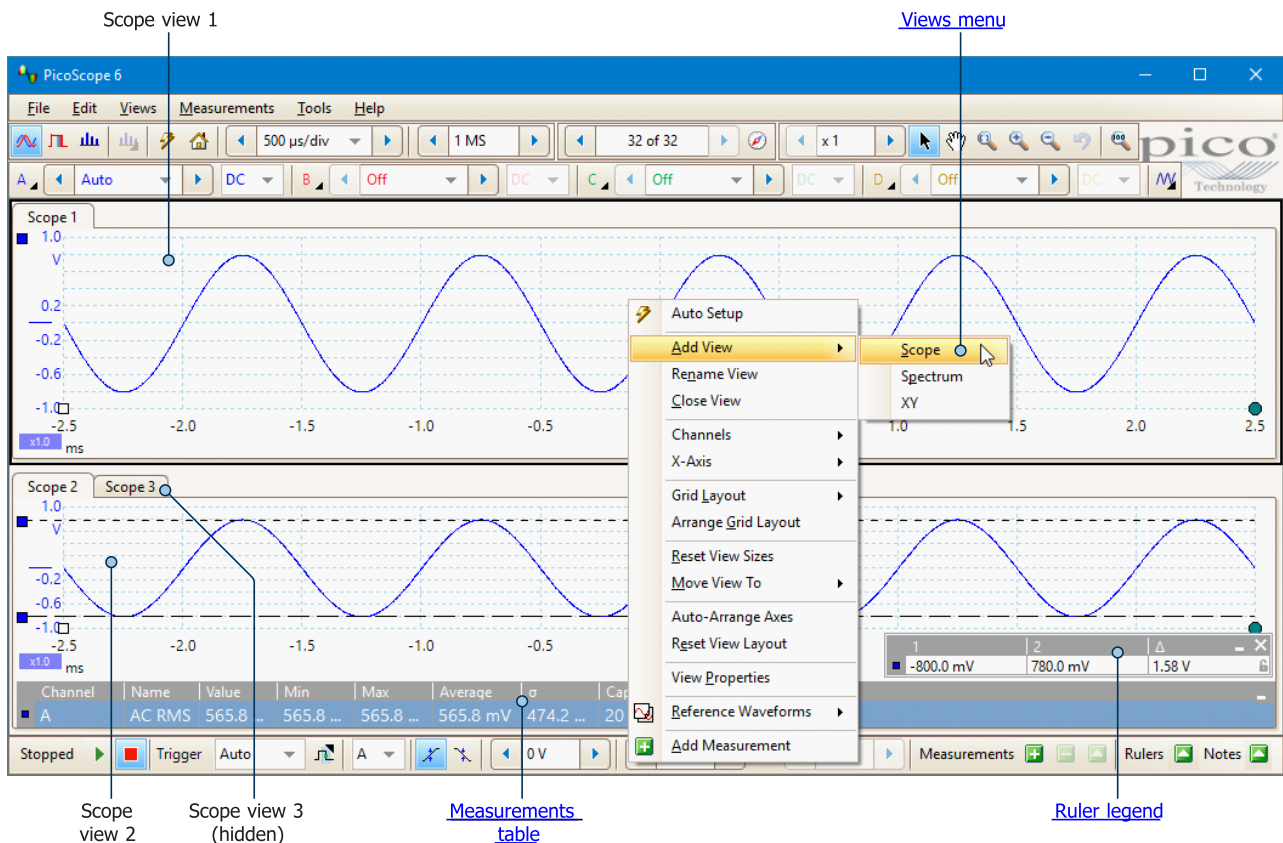 Scope view 1
Views menu
PicoScope 6
File Edit Views Measurements Tools Help
500 µs/div 1 MS 32 of 32 x 1
pico
Technology
A Auto DC B Off DC C Off DC D Off DC
Scope 1
1.0
V
0.2
-0.2
-0.6
-1.0
-2.5 -2.0 -1.5 -1.0 -0.5 1.0 1.5 2.0 2.5
x1.0 ms
Auto Setup
Add View
Rename View
Close View
Channels
X-Axis
Grid Layout
Arrange Grid Layout
Reset View Sizes
Move View To
Auto-Arrange Axes
Reset View Layout
View Properties
Reference Waveforms
Add Measurement
Scope
Spectrum
XY
Scope 2 Scope 3
1.0
V
-0.2
-0.6
-1.0
-2.5 -2.0 -1.5 -1.0 -0.5 1.0 1.5 2.0
x1.0 ms
1 2 Δ
-800.0 mV 780.0 mV 1.58 V
Channel Name Value Min Max Average σ Cap
A AC RMS 565.8 ... 565.8 ... 565.8 ... 565.8 mV 474.2 ... 20
Stopped Trigger Auto A 0 V Measurements Rulers Notes
Scope
view 2
Scope view 3
(hidden)
Measurements
table
Ruler legend